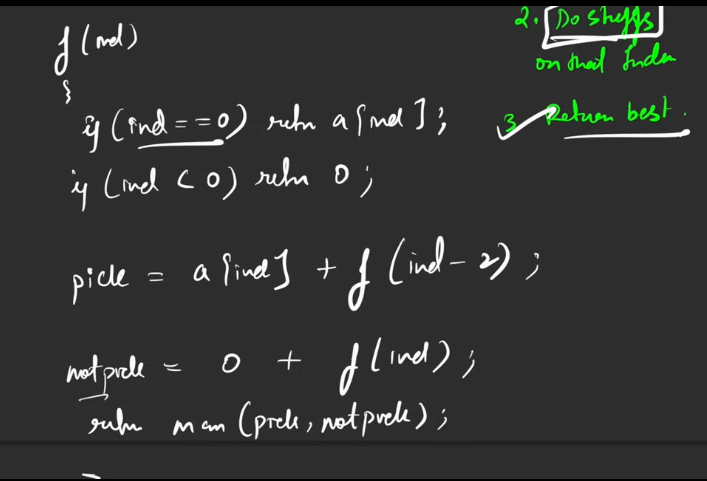 f(ind)
{
if (ind == 0) return a[ind];
if (ind < 0) return 0;
pick = a[ind] + f(ind - 2);
notpick = 0 + f(ind);
return max(pick, notpick);
2. Do stuffs
on that Index
3 Return best.